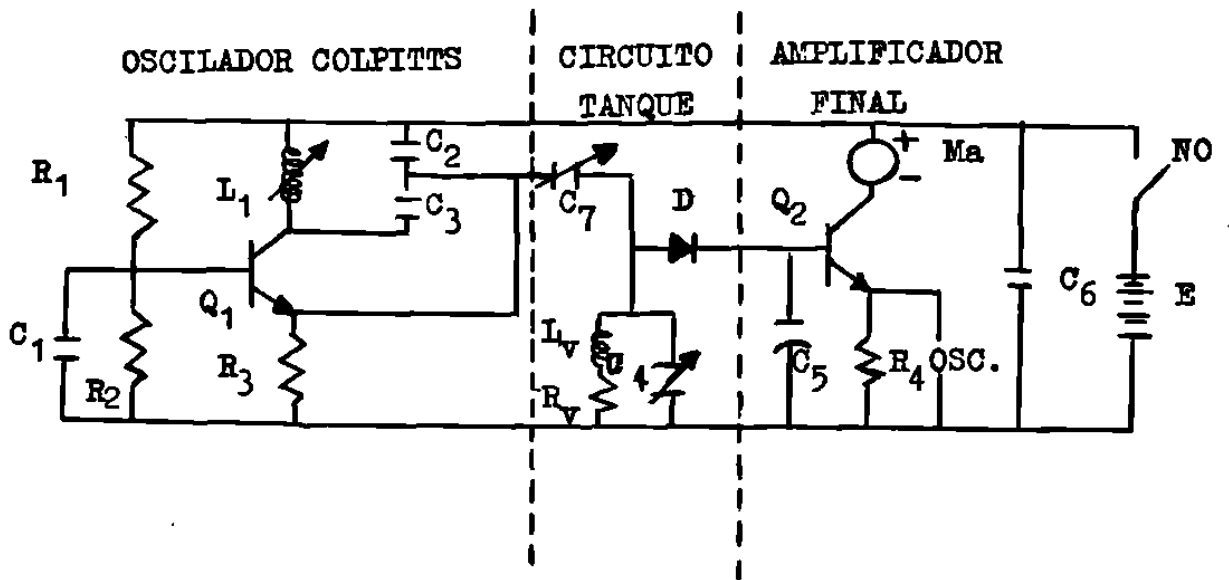 OSCILADOR COLPITTS
CIRCUITO
TANQUE
AMPLIFICADOR
FINAL
R1
L1
C2
C3
C7
D
Q2
+
Ma
-
NO
C1
Q1
R2
R3
Lv
Rv
C4
C5
R4
OSC.
C6
E